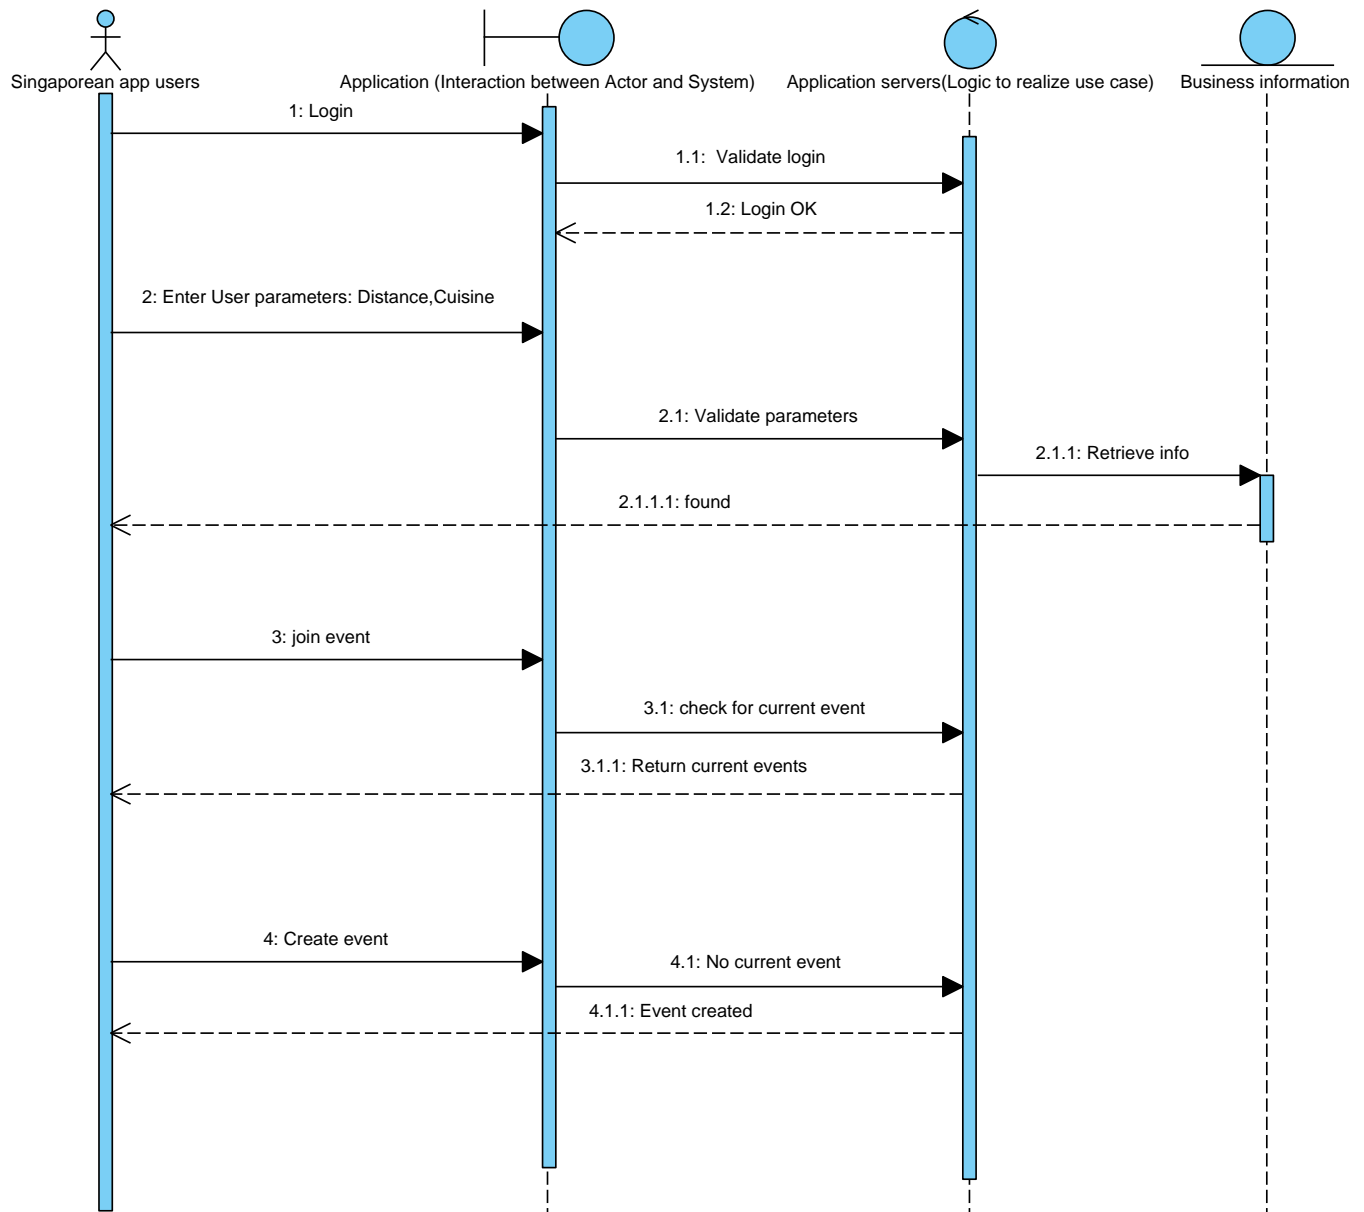 Singaporean app users
Application (Interaction between Actor and System)
Application servers(Logic to realize use case)
Business information
1: Login
1.1:  Validate login
1.2: Login OK
2: Enter User parameters: Distance,Cuisine
2.1: Validate parameters
2.1.1: Retrieve info
2.1.1.1: found
3: join event
3.1: check for current event
3.1.1: Return current events
4: Create event
4.1: No current event
4.1.1: Event created